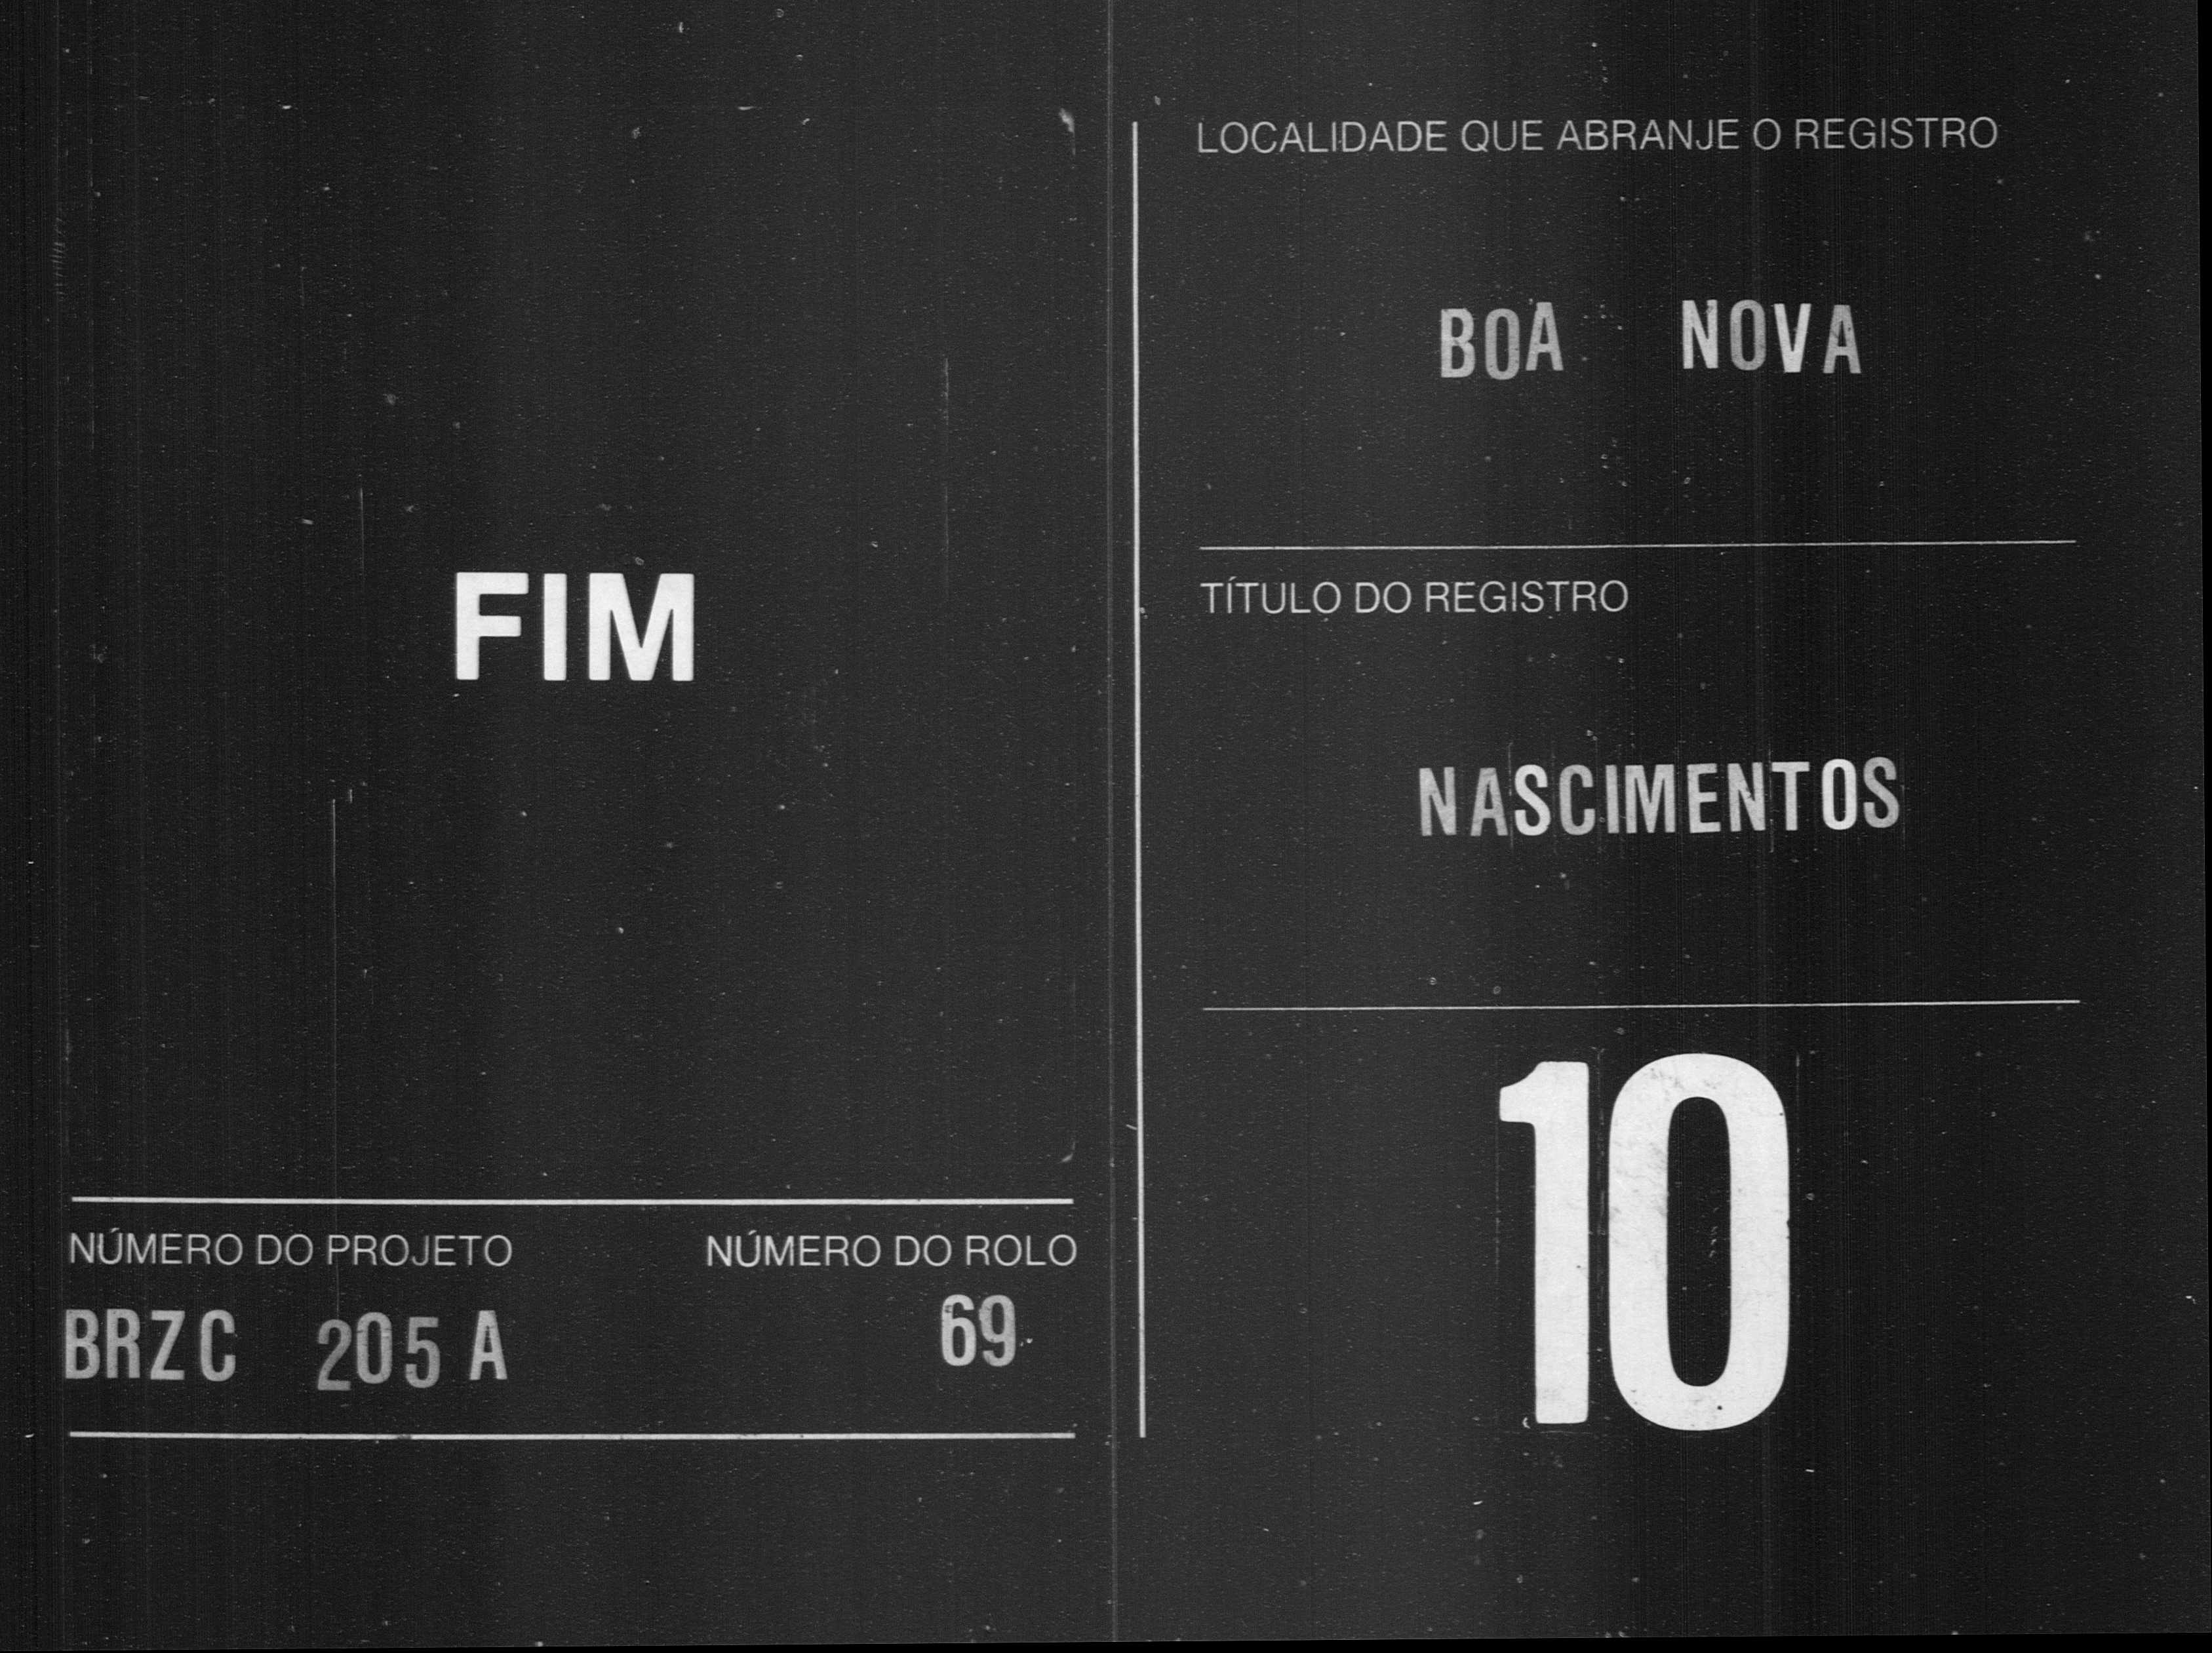 FIM
NÚMERO DO PROJETO
BRZC 205 A
NÚMERO DO ROLO
69
LOCALIDADE QUE ABRANJE O REGISTRO
BOA NOVA
TÍTULO DO REGISTRO
NASCIMENTOS
10